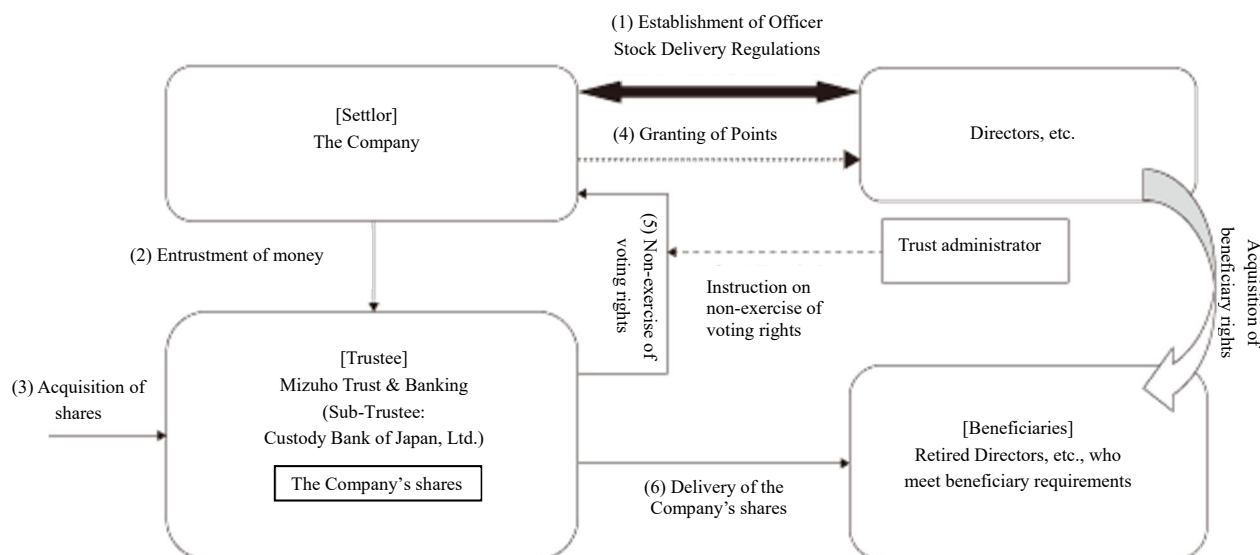 (1) Establishment of Officer
Stock Delivery Regulations
[Settlor]
The Company
(4) Granting of Points
Directors, etc.
(2) Entrustment of money
(5) Non-exercise of
voting rights
Trust administrator
Instruction on
non-exercise of
voting rights
Acquisition of
beneficiary rights
(3) Acquisition of
shares
[Trustee]
Mizuho Trust & Banking
(Sub-Trustee:
Custody Bank of Japan, Ltd.)
The Company’s shares
(6) Delivery of the
Company’s shares
[Beneficiaries]
Retired Directors, etc., who
meet beneficiary requirements